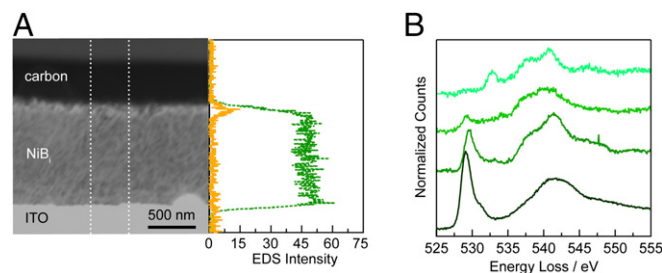 A
carbon
NiBi
ITO
500 nm
0 15 30 45 60 75
EDS Intensity
B
Normalized Counts
525 530 535 540 545 550 555
Energy Loss / eV